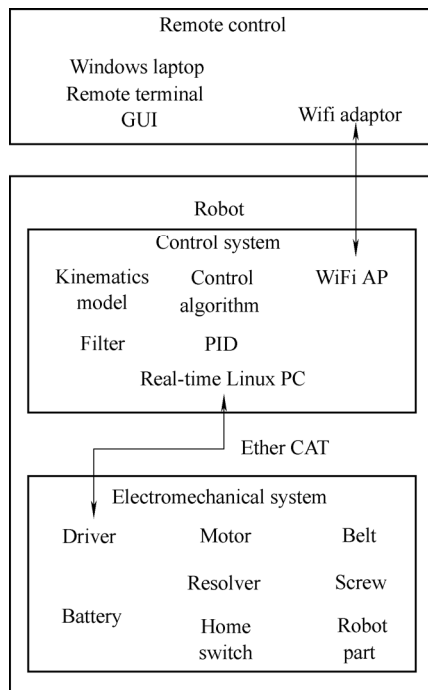 Remote control
Windows laptop
Remote terminal
GUI
Wifi adaptor
Robot
Control system
Kinematics
model
Control
algorithm
WiFi AP
Filter
PID
Real-time Linux PC
Ether CAT
Electromechanical system
Driver
Motor
Belt
Resolver
Screw
Battery
Home
switch
Robot
part